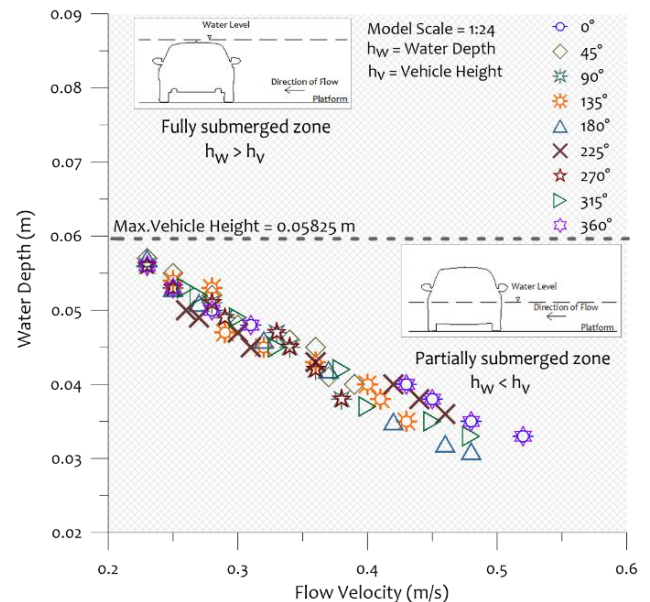 0.09
0.08
0.07
0.06
0.05
0.04
0.03
0.02
Water Depth (m)
0.2
0.3
0.4
0.5
0.6
Flow Velocity (m/s)
Water Level
Direction of Flow
Platform
Fully submerged zone
hw > hv
Model Scale = 1:24
hw = Water Depth
hv = Vehicle Height
0°
45°
90°
135°
180°
225°
270°
315°
360°
Max.Vehicle Height = 0.05825 m
Water Level
Direction of Flow
Platform
Partially submerged zone
hw < hv